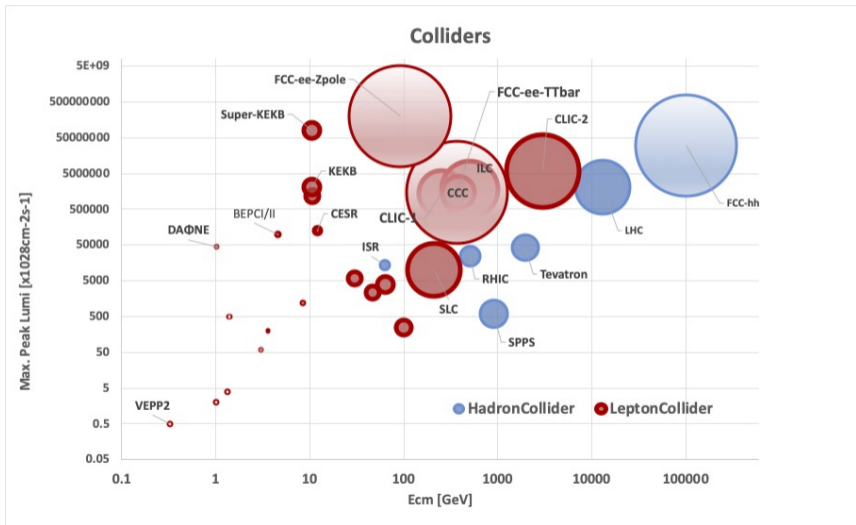 Colliders
5E+09
500000000
50000000
5000000
500000
50000
5000
500
50
5
0.5
0.05
Max. Peak Lumi [x1028cm-2s-1]
FCC-ee-Zpole
FCC-ee-TTbar
Super-KEKB
CLIC-2
KEKB
ILC
CCC
CLIC-1
FCC-hh
BEPCI/II
CESR
LHC
DAΦNE
ISR
RHIC
Tevatron
SLC
SPPS
VEPP2
HadronCollider
LeptonCollider
0.1 1 10 100 1000 10000 100000
Ecm [GeV]